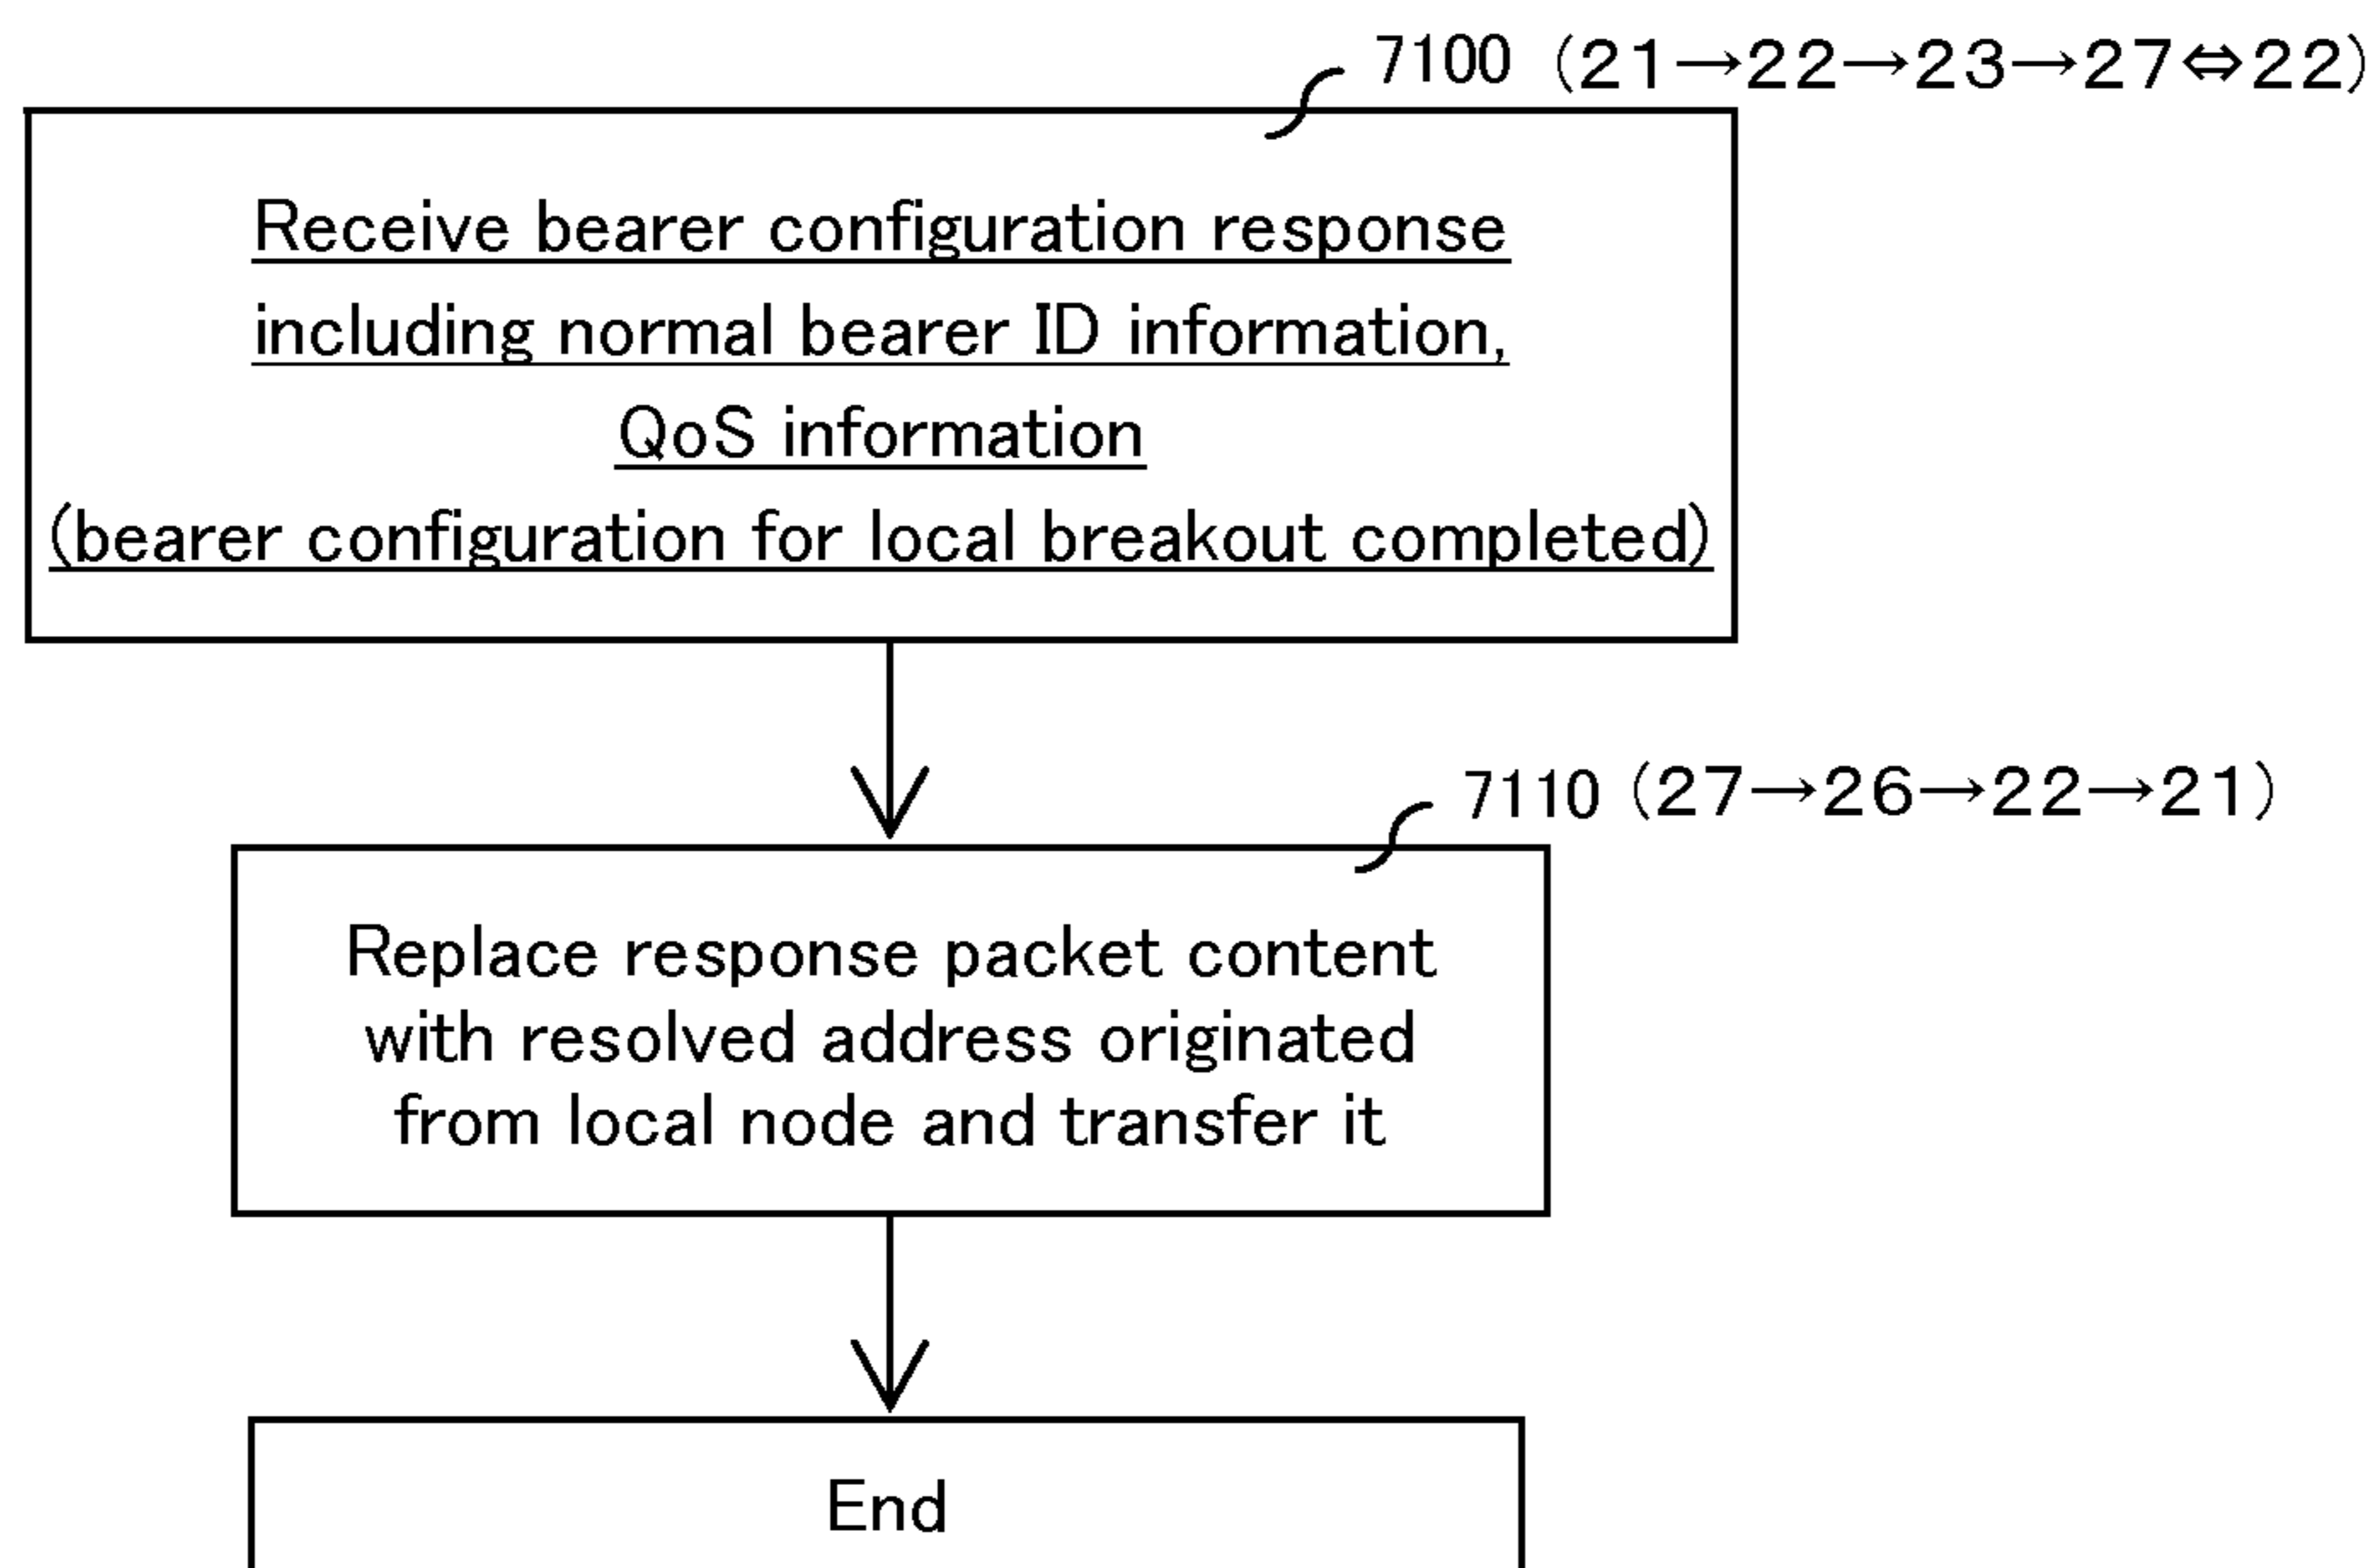 7100 (21→22→23→27⇔22)
Receive bearer configuration response
including normal bearer ID information,
QoS information
(bearer configuration for local breakout completed)
7110 (27→26→22→21)
Replace response packet content
with resolved address originated
from local node and transfer it
End